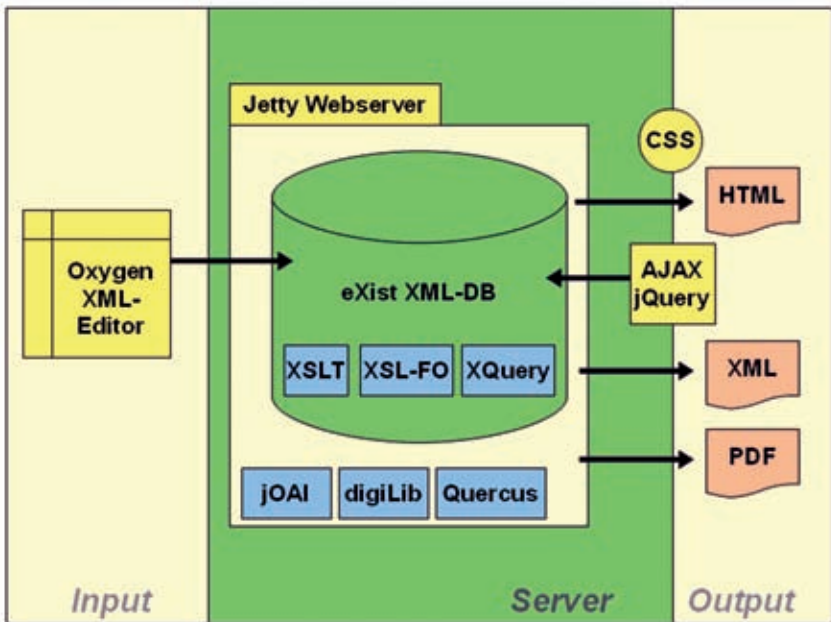 Jetty Webserver
CSS
HTML
Oxygen
XML-
Editor
eXist XML-DB
AJAX
jQuery
XSLT
XSL-FO
XQuery
XML
PDF
jOAI
digiLib
Quercus
Input
Server
Output